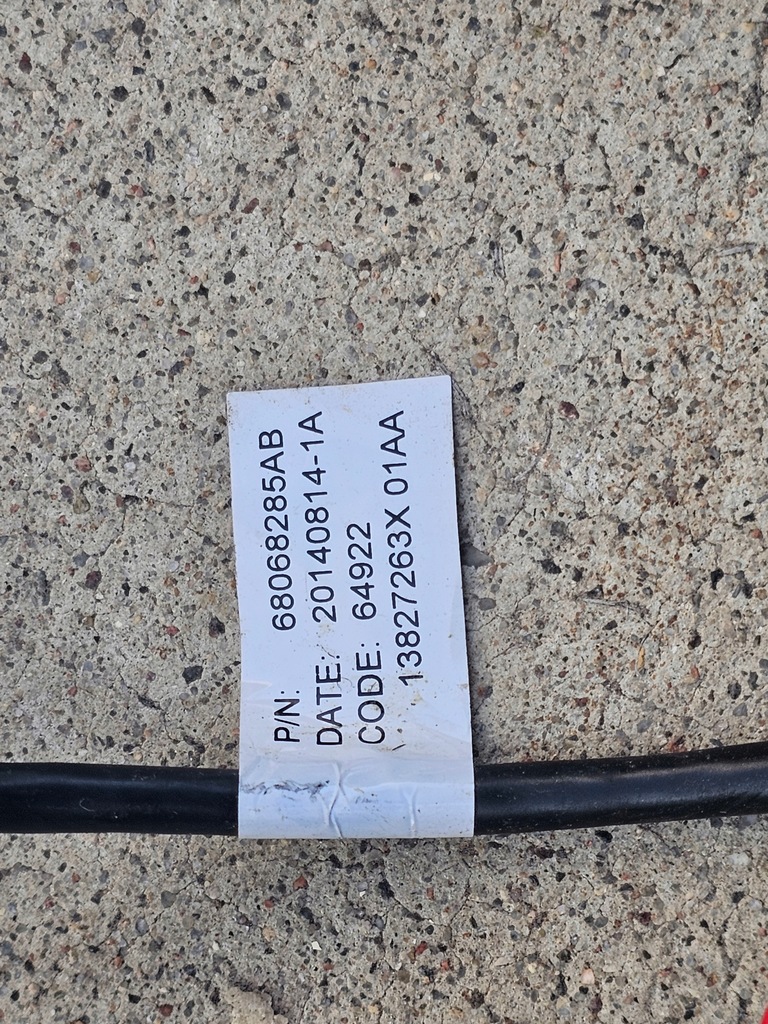 P/N: 68068285AB
DATE: 20140814-1A
CODE: 64922
13827263X 01AA